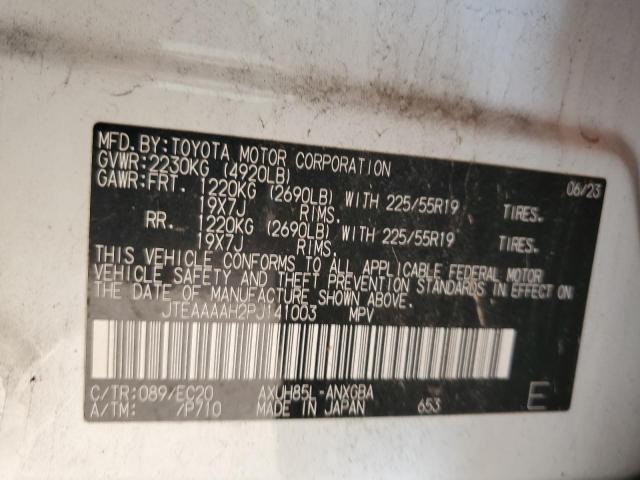 MFD. BY: TOYOTA MOTOR CORPORATION 06/23
GVWR: 2230KG (4920LB)
GAWR: FRT. 1220KG (2690LB) WITH 225/55R19 TIRES.
19X7J RIMS.
RR. 1220KG (2690LB) WITH 225/55R19 TIRES.
19X7J RIMS.
THIS VEHICLE CONFORMS TO ALL APPLICABLE FEDERAL MOTOR
VEHICLE SAFETY AND THEFT PREVENTION STANDARDS IN EFFECT ON
THE DATE OF MANUFACTURE SHOWN ABOVE.
JTEAAAAH2PJ141003 MPV
C/TR: 089/EC20 AXUH85L-ANXGBA
A/TM: /P710 MADE IN JAPAN 653 E